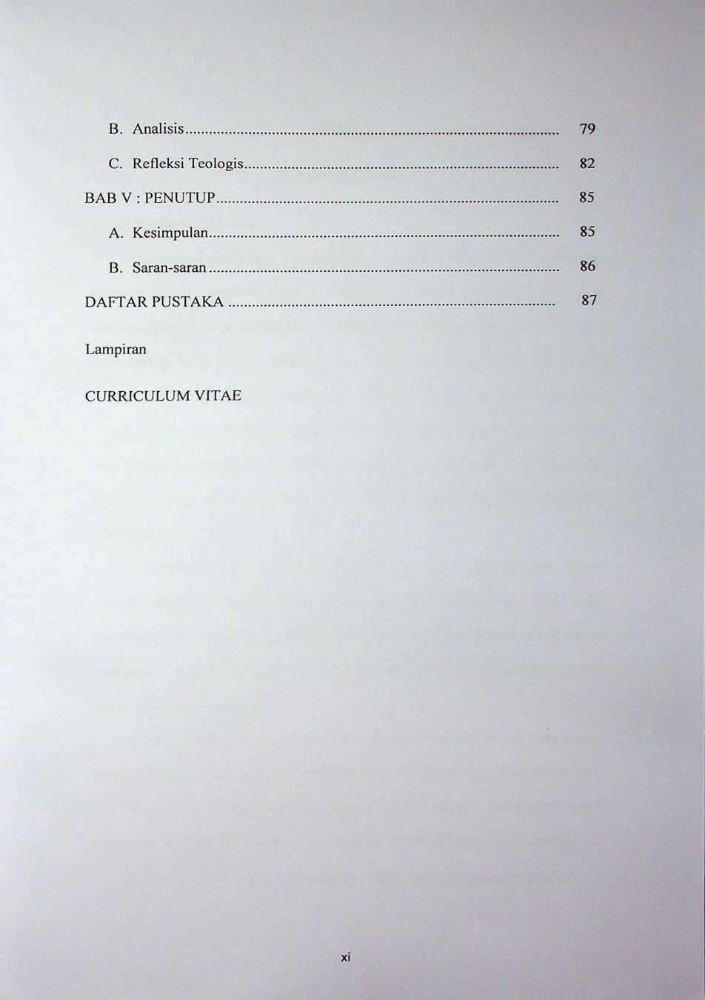 B. Analisis.................................................................................................. 79
C. Refleksi Teologis.................................................................................. 82
BAB V : PENUTUP......................................................................................... 85
A. Kesimpulan........................................................................................... 85
B. Saran-saran........................................................................................... 86
DAFTAR PUSTAKA ..................................................................................... 87
Lampiran
CURRICULUM VITAE
xi